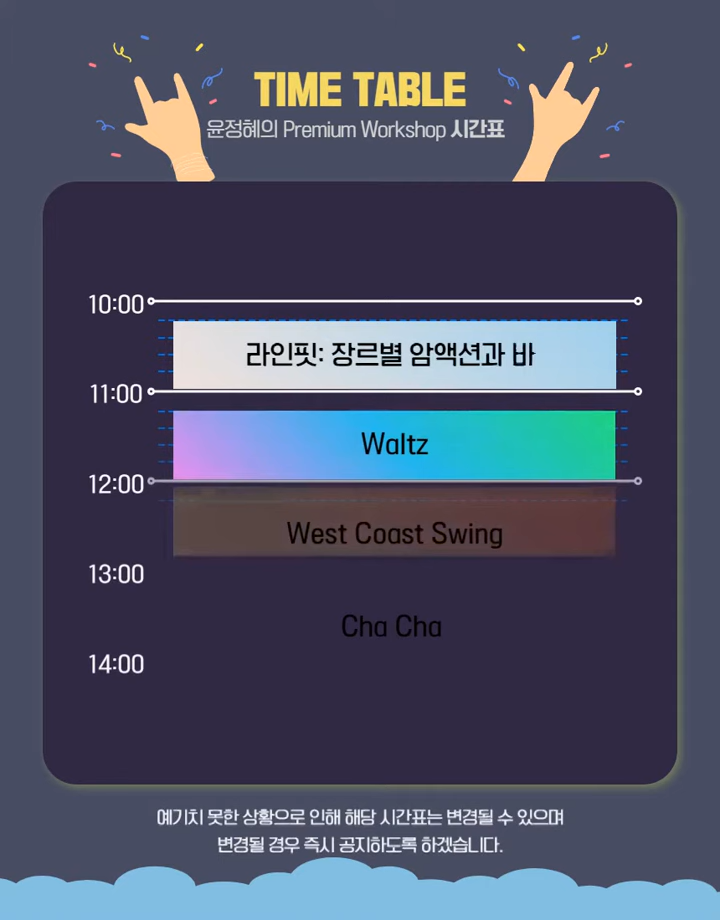 TIME TABLE
윤정혜의 Premium Workshop 시간표
10:00
라인핏: 장르별 암액션과 바
11:00
Waltz
12:00
West Coast Swing
13:00
Cha Cha
14:00
예기치 못한 상황으로 인해 해당 시간표는 변경될 수 있으며
변경될 경우 즉시 공지하도록 하겠습니다.